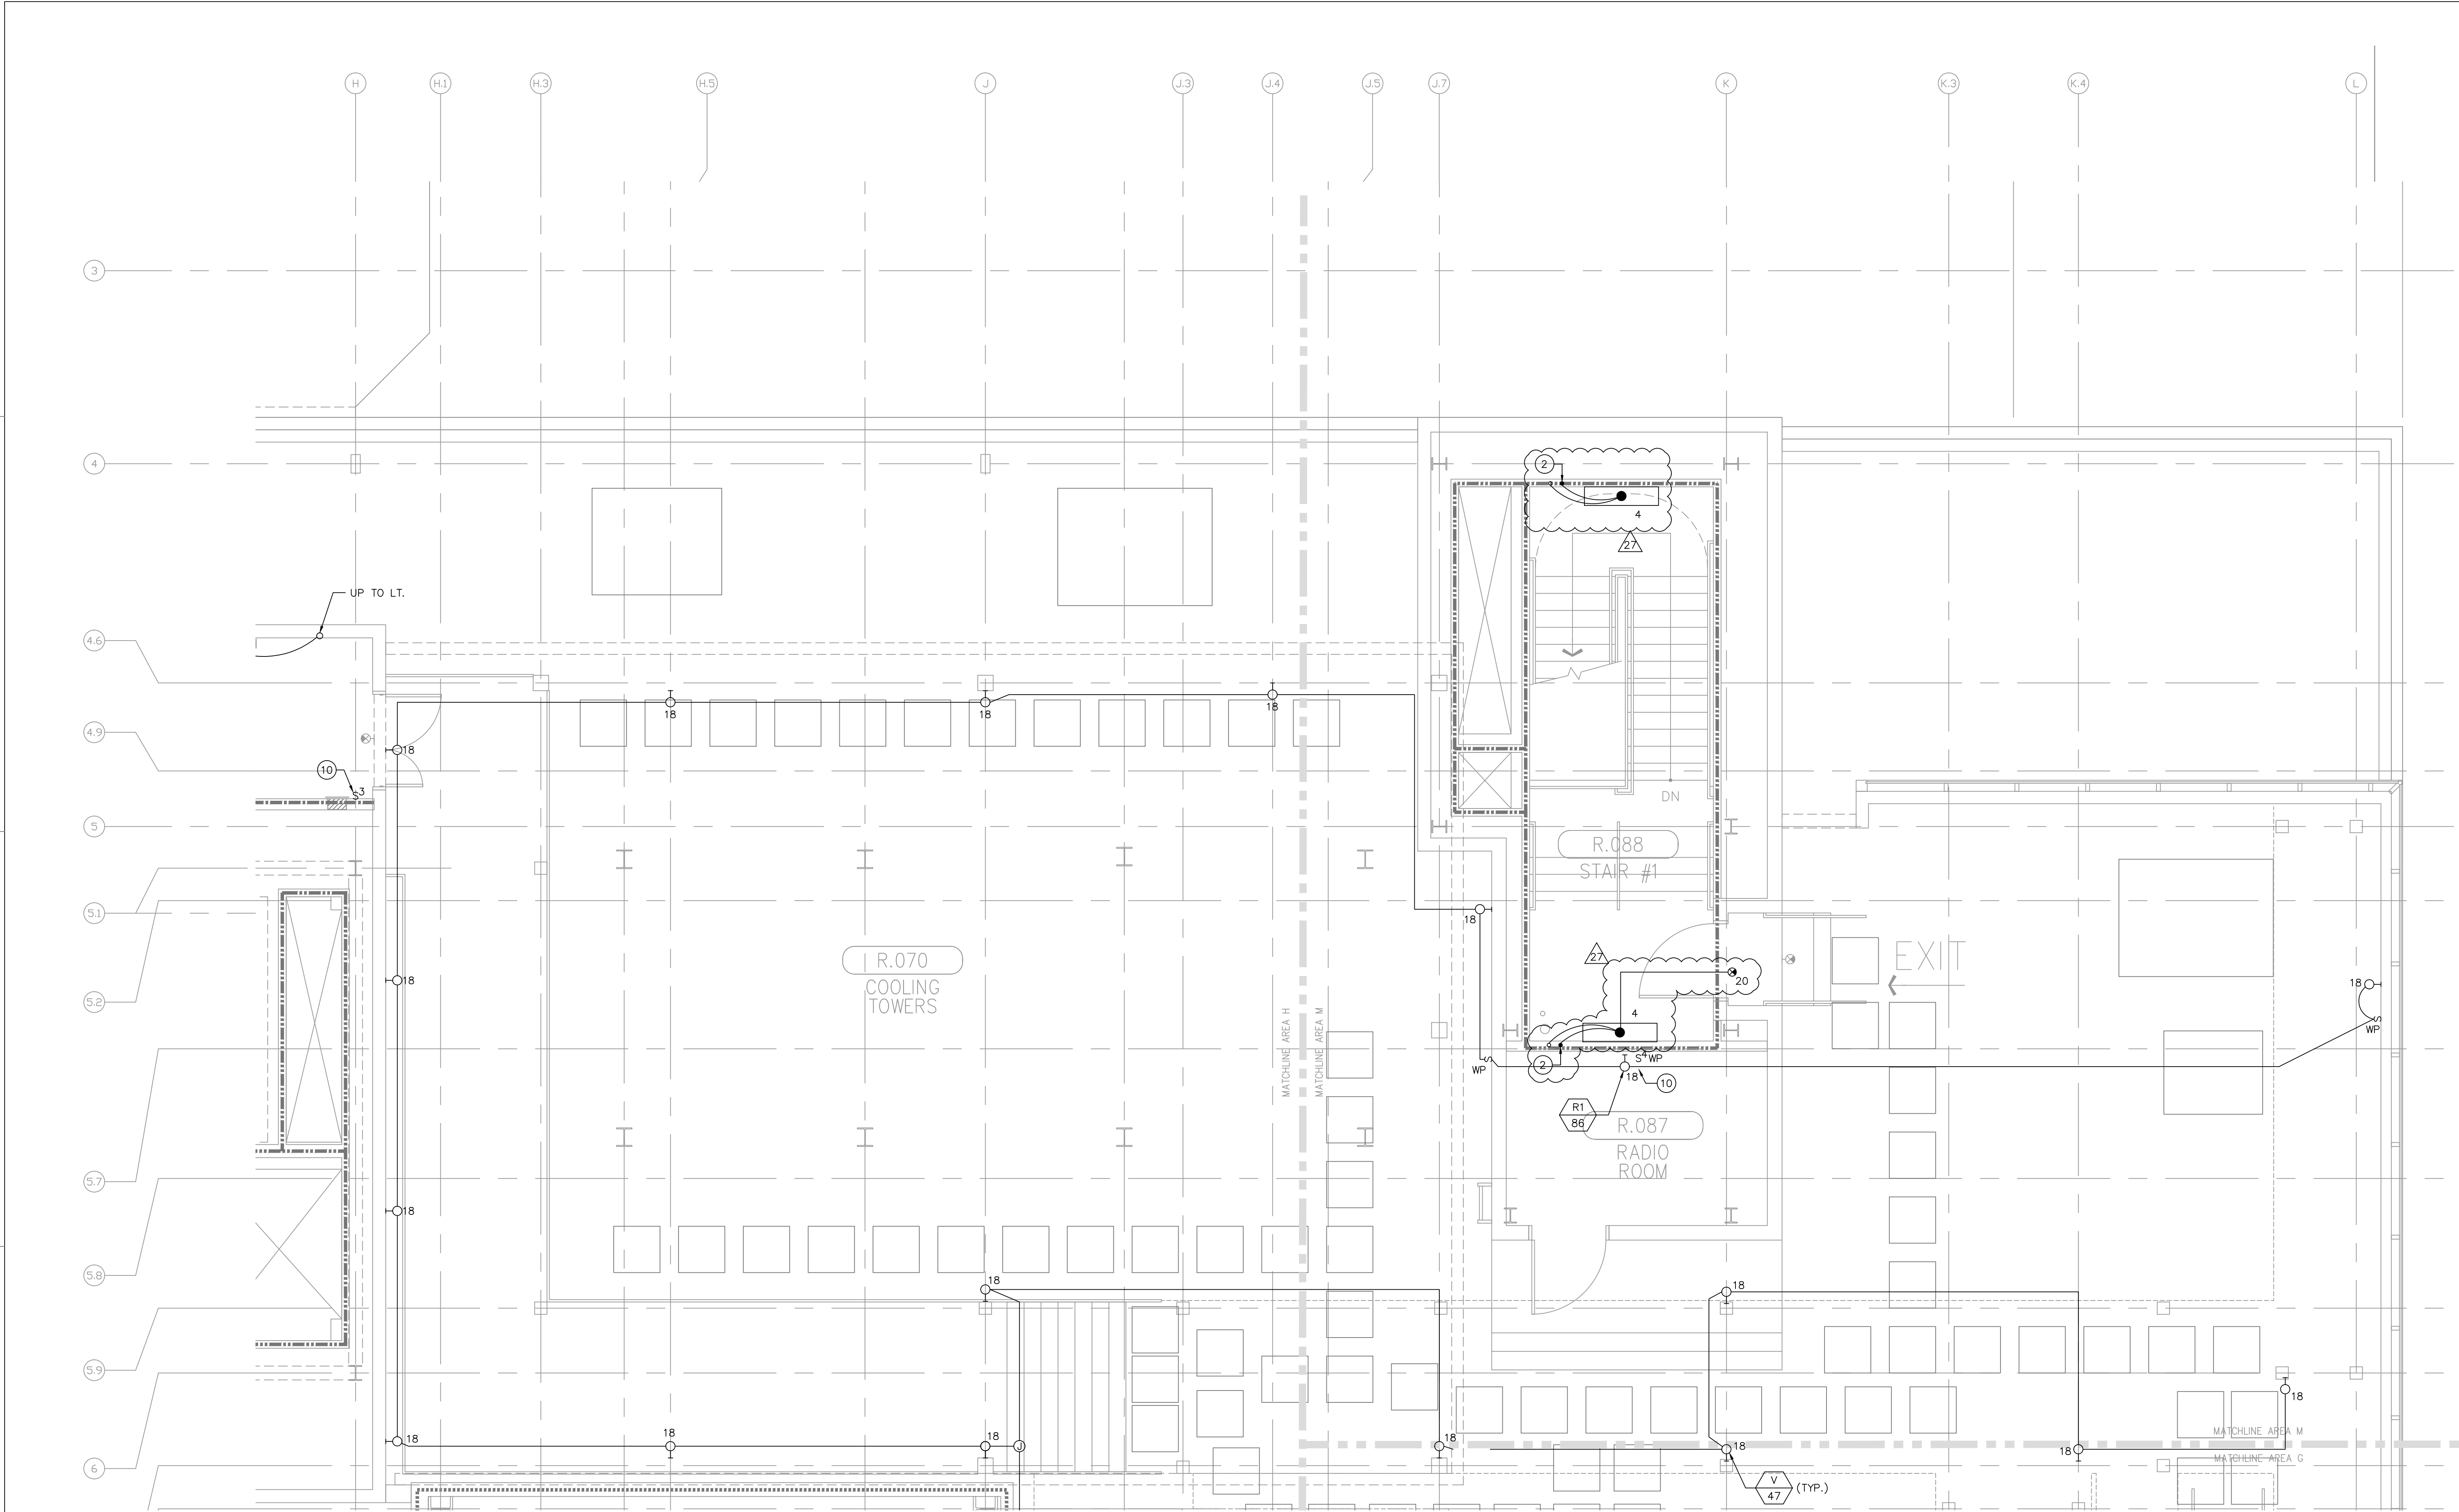 H
H.1
H.3
H.5
J
J.3
J.4
J.5
J.7
K
K.3
K.4
L
3
4
2
4
27
UP TO LT.
4.6
18
18
18
4.9
18
10
S3
DN
5
R.088
STAIR #1
5.1
18
27
EXIT
R.070
COOLING
TOWERS
18
20
18
5.2
4
MATCHLINE AREA H
MATCHLINE AREA M
WP
S
S4WP
WP
S
2
18
10
R1
86
R.087
RADIO
ROOM
5.7
18
5.8
18
18
5.9
18
MATCHLINE AREA M
18
18
18
J
18
18
18
MATCHLINE AREA G
6
V
47
(TYP.)